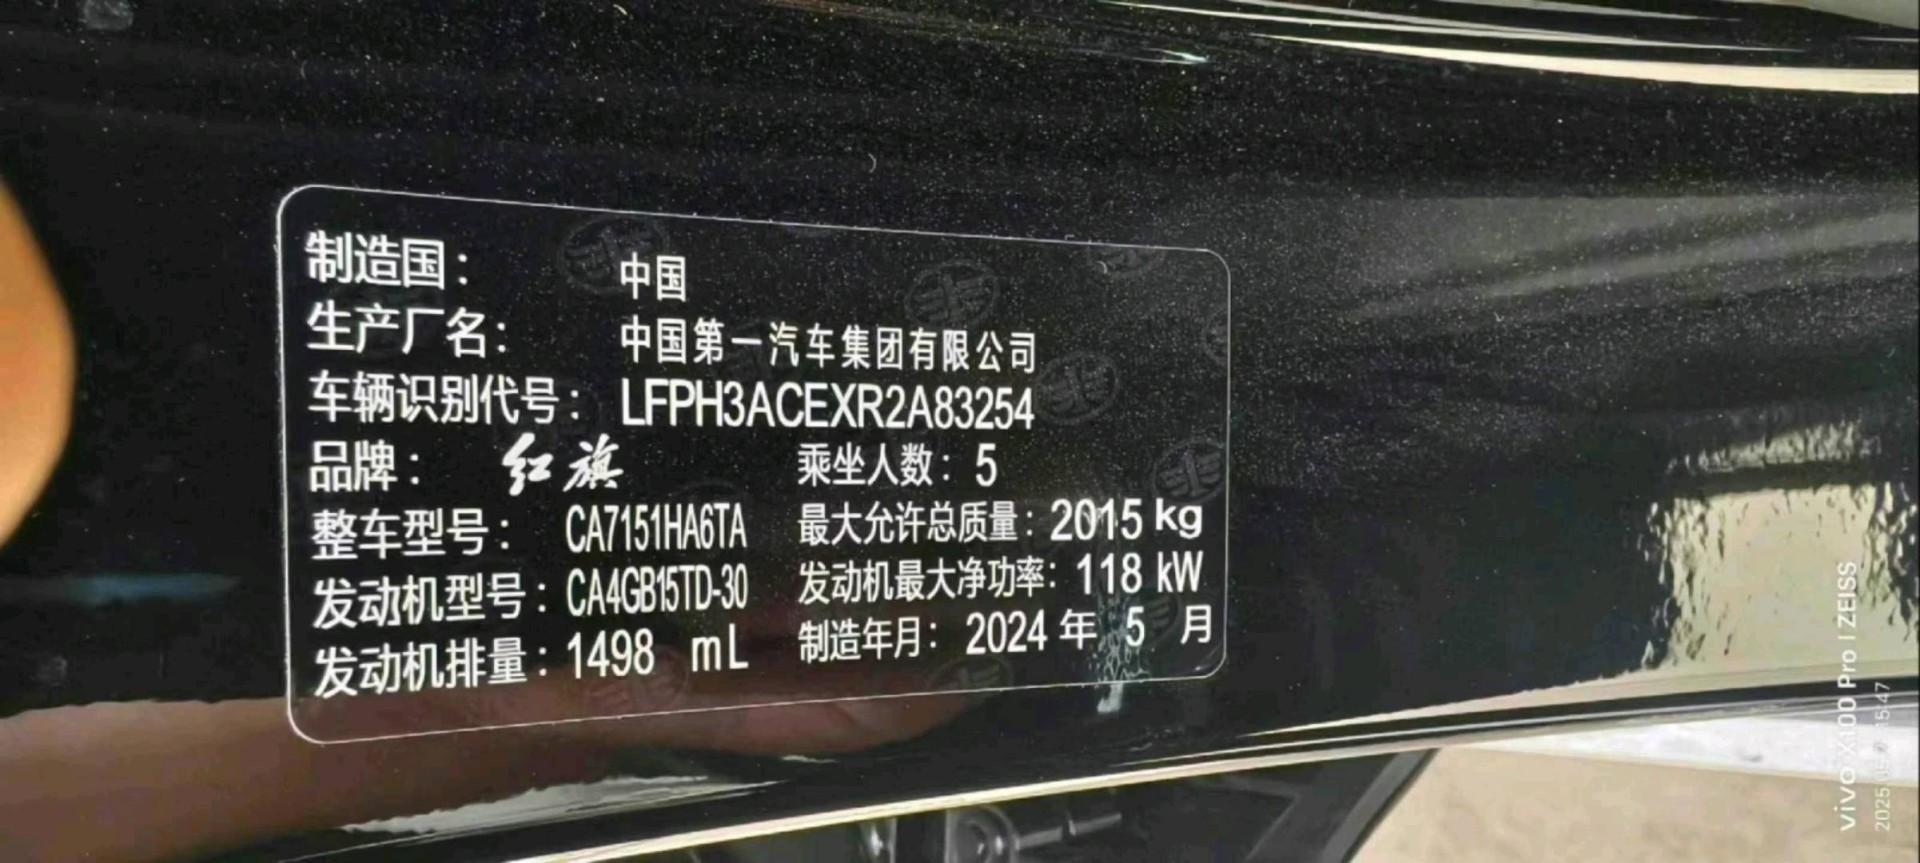 制造国： 中国
生产厂名： 中国第一汽车集团有限公司
车辆识别代号： LFPH3ACEXR2A83254
品牌： 红旗 乘坐人数：5
整车型号： CA7151HA6TA 最大允许总质量：2015 kg
发动机型号：CA4GB15TD-30 发动机最大净功率：118 kW
发动机排量：1498 mL 制造年月： 2024 年 5 月
vivo X100 Pro | ZEISS
15:47